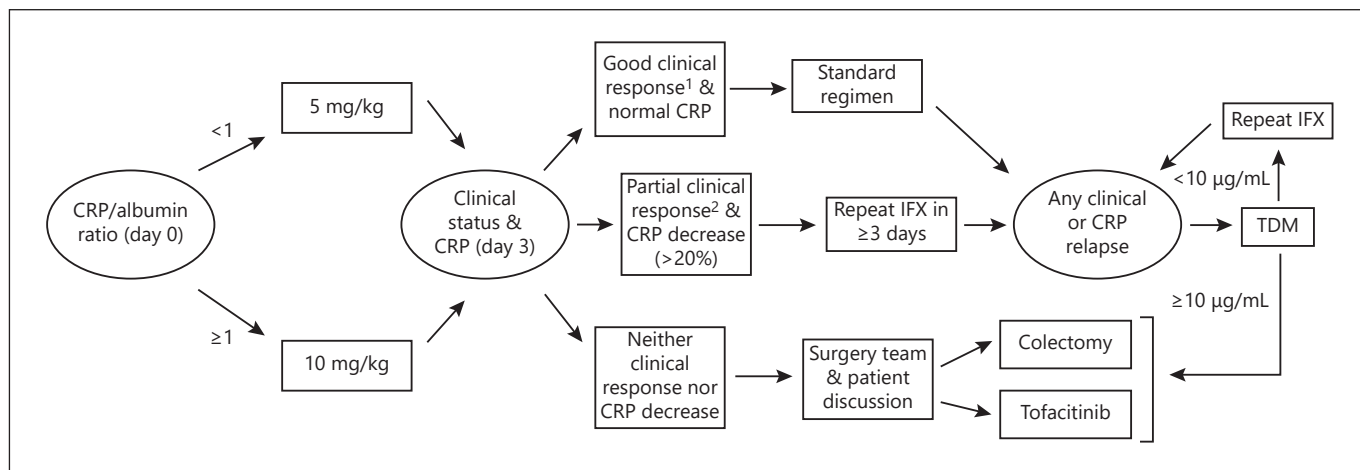 CRP/albumin
ratio (day 0)
<1
≥1
5 mg/kg
10 mg/kg
Clinical
status &
CRP (day 3)
Good clinical
response1 &
normal CRP
Partial clinical
response2 &
CRP decrease
(>20%)
Neither
clinical
response nor
CRP decrease
Standard
regimen
Repeat IFX in
≥3 days
Surgery team
& patient
discussion
Any clinical
or CRP
relapse
Colectomy
Tofacitinib
Repeat IFX
<10 μg/mL
TDM
≥10 μg/mL